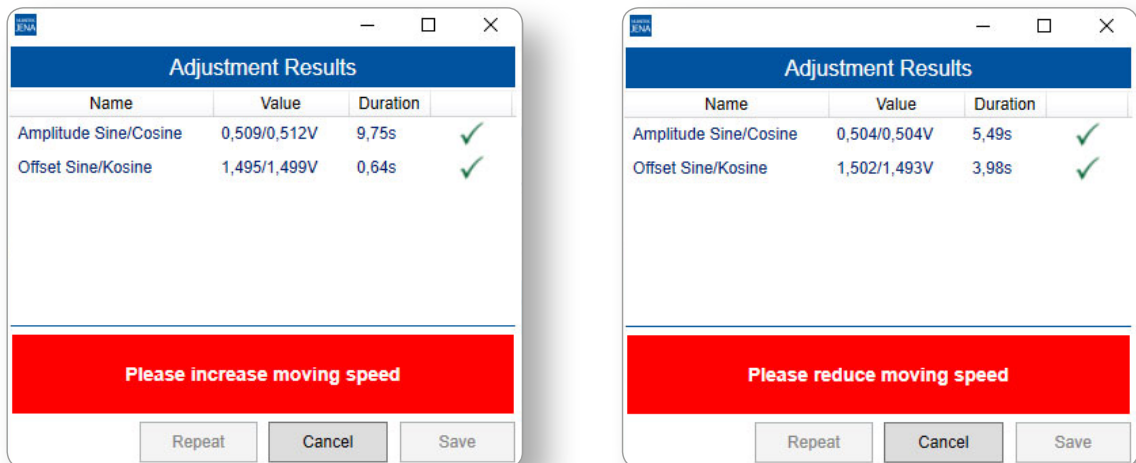 JENA
Adjustment Results
Name Value Duration
Amplitude Sine/Cosine 0,509/0,512V 9,75s
Offset Sine/Kosine 1,495/1,499V 0,64s
Please increase moving speed
Repeat Cancel Save
JENA
Adjustment Results
Name Value Duration
Amplitude Sine/Cosine 0,504/0,504V 5,49s
Offset Sine/Kosine 1,502/1,493V 3,98s
Please reduce moving speed
Repeat Cancel Save